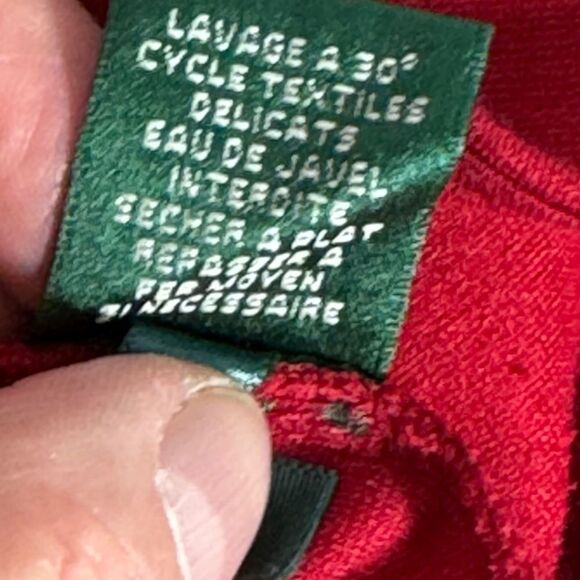 LAVAGE A 30°
CYCLE TEXTILES
DELICATS
EAU DE JAVEL
INTERDITE
SECHER A PLAT
REPASSER A
FER MOYEN
SI NECESSAIRE